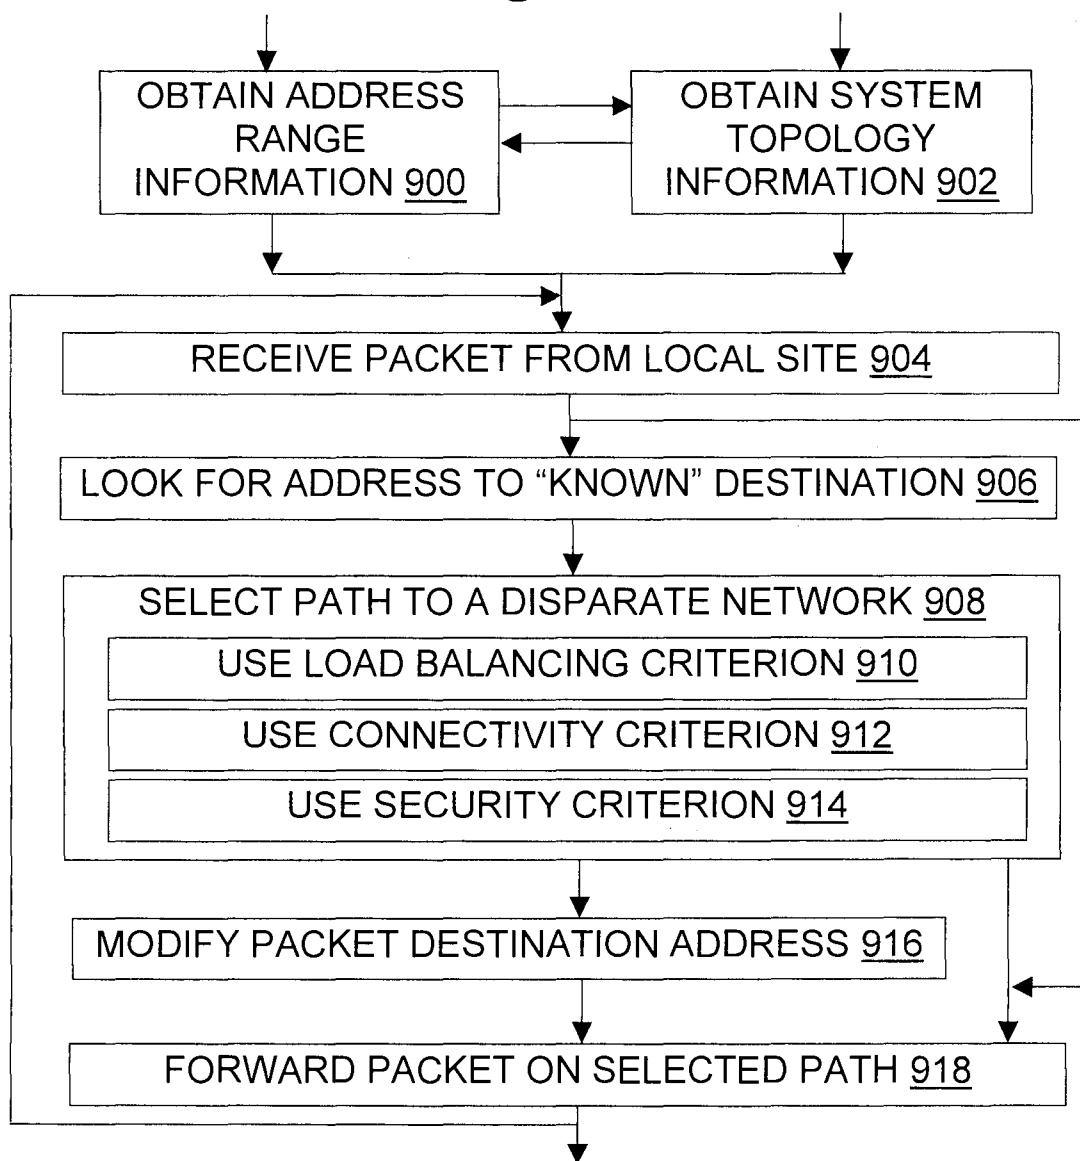 OBTAIN ADDRESS
RANGE
INFORMATION 900
OBTAIN SYSTEM
TOPOLOGY
INFORMATION 902
RECEIVE PACKET FROM LOCAL SITE 904
LOOK FOR ADDRESS TO “KNOWN” DESTINATION 906
SELECT PATH TO A DISPARATE NETWORK 908
USE LOAD BALANCING CRITERION 910
USE CONNECTIVITY CRITERION 912
USE SECURITY CRITERION 914
MODIFY PACKET DESTINATION ADDRESS 916
FORWARD PACKET ON SELECTED PATH 918